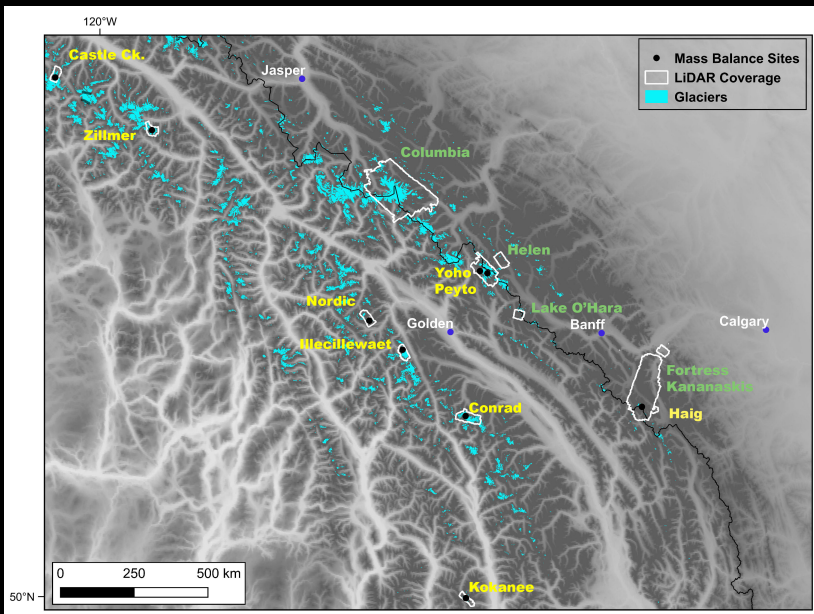 120°W
Castle Ck.
Jasper
Mass Balance Sites
LiDAR Coverage
Glaciers
Zillmer
Columbia
Helen
Yoho
Peyto
Nordic
Lake O'Hara
Golden
Banff
Calgary
Illecillewaet
Fortress
Kananaskis
Haig
Conrad
0 250 500 km
50°N
Kokanee